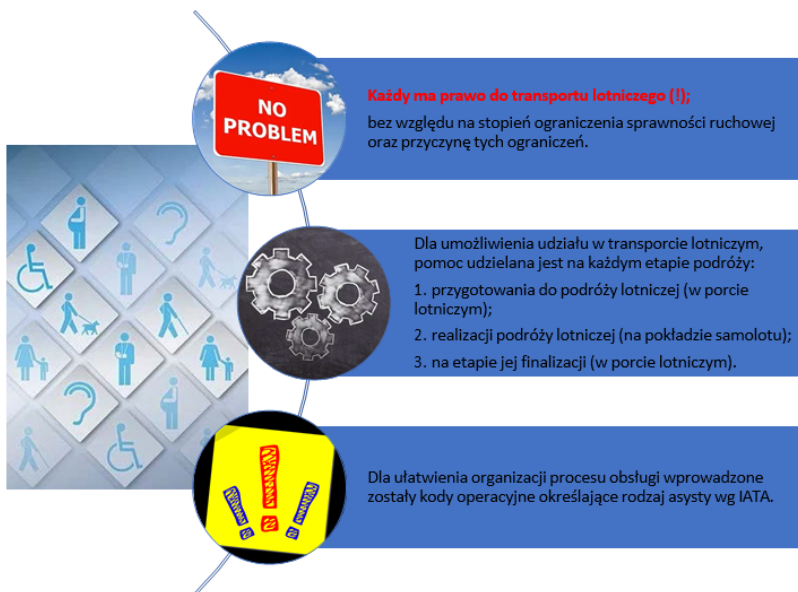 NO
PROBLEM
Każdy ma prawo do transportu lotniczego (!);
bez względu na stopień ograniczenia sprawności ruchowej
oraz przyczynę tych ograniczeń.
Dla umożliwienia udziału w transporcie lotniczym,
pomoc udzielana jest na każdym etapie podróży:
1. przygotowania do podróży lotniczej (w porcie
lotniczym);
2. realizacji podróży lotniczej (na pokładzie samolotu);
3. na etapie jej finalizacji (w porcie lotniczym).
Dla ułatwienia organizacji procesu obsługi wprowadzone
zostały kody operacyjne określające rodzaj asysty wg IATA.